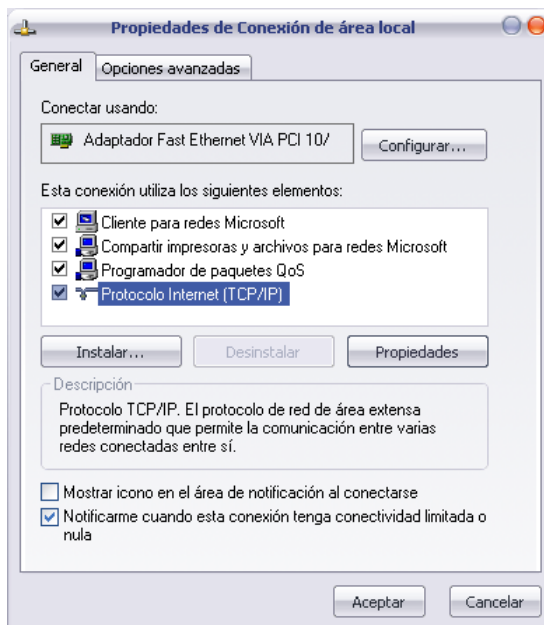 Propiedades de Conexión de área local
General
Opciones avanzadas
Conectar usando:
Adaptador Fast Ethernet VIA PCI 10/
Configurar...
Esta conexión utiliza los siguientes elementos:
Cliente para redes Microsoft
Compartir impresoras y archivos para redes Microsoft
Programador de paquetes QoS
Protocolo Internet (TCP/IP)
Instalar...
Desinstalar
Propiedades
Descripción
Protocolo TCP/IP. El protocolo de red de área extensa
predeterminado que permite la comunicación entre varias
redes conectadas entre sí.
Mostrar icono en el área de notificación al conectarse
Notificarme cuando esta conexión tenga conectividad limitada o
nula
Aceptar
Cancelar